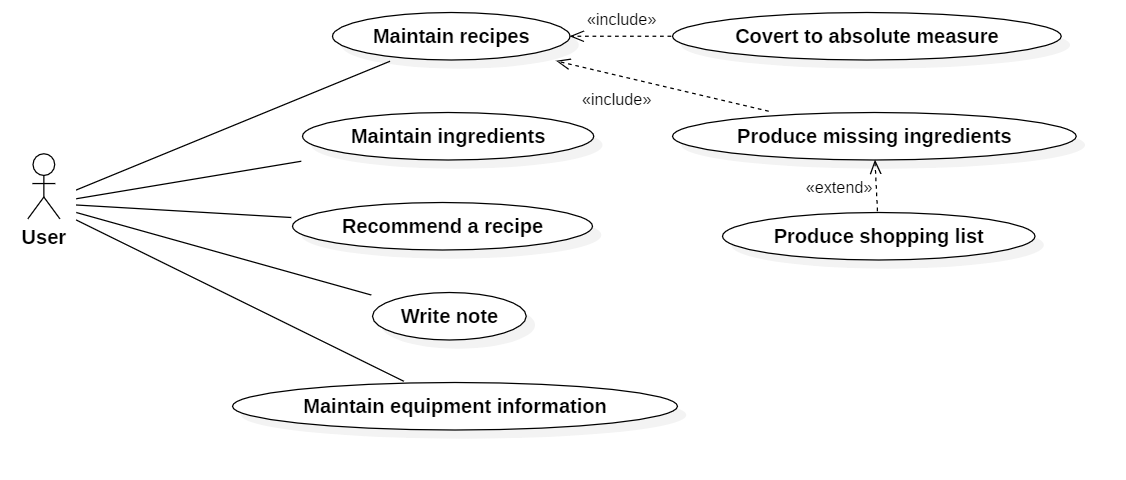 Maintain recipes
«include»
Covert to absolute measure
«include»
Maintain ingredients
Produce missing ingredients
«extend»
User
Recommend a recipe
Produce shopping list
Write note
Maintain equipment information